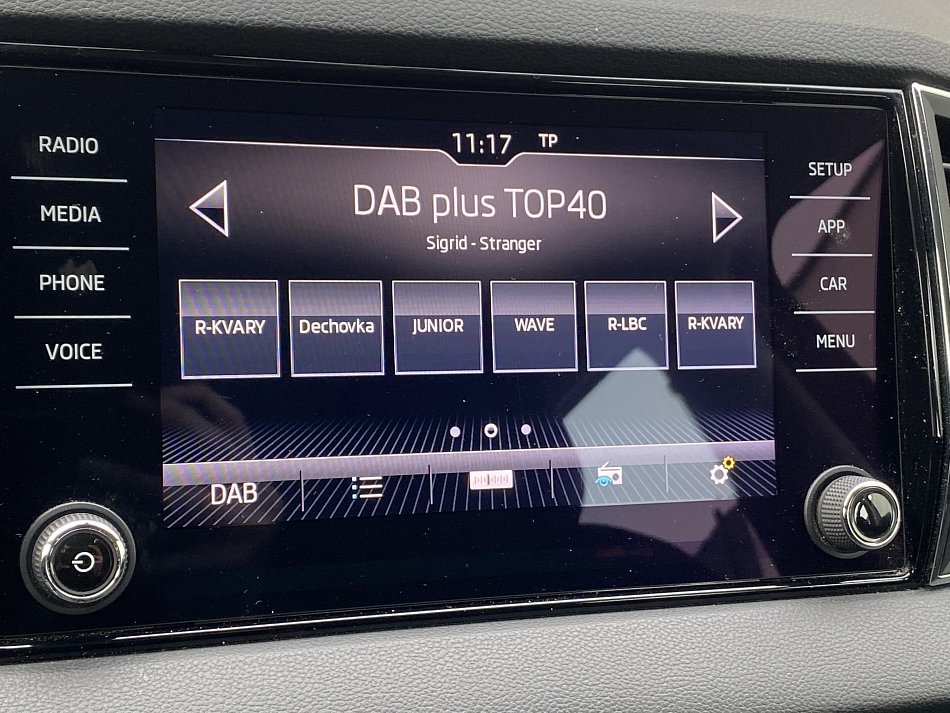 RADIO
MEDIA
PHONE
VOICE
11:17 TP
DAB plus TOP40
Sigrid - Stranger
R-KVARY Dechovka JUNIOR WAVE R-LBC R-KVARY
DAB
SETUP
APP
CAR
MENU